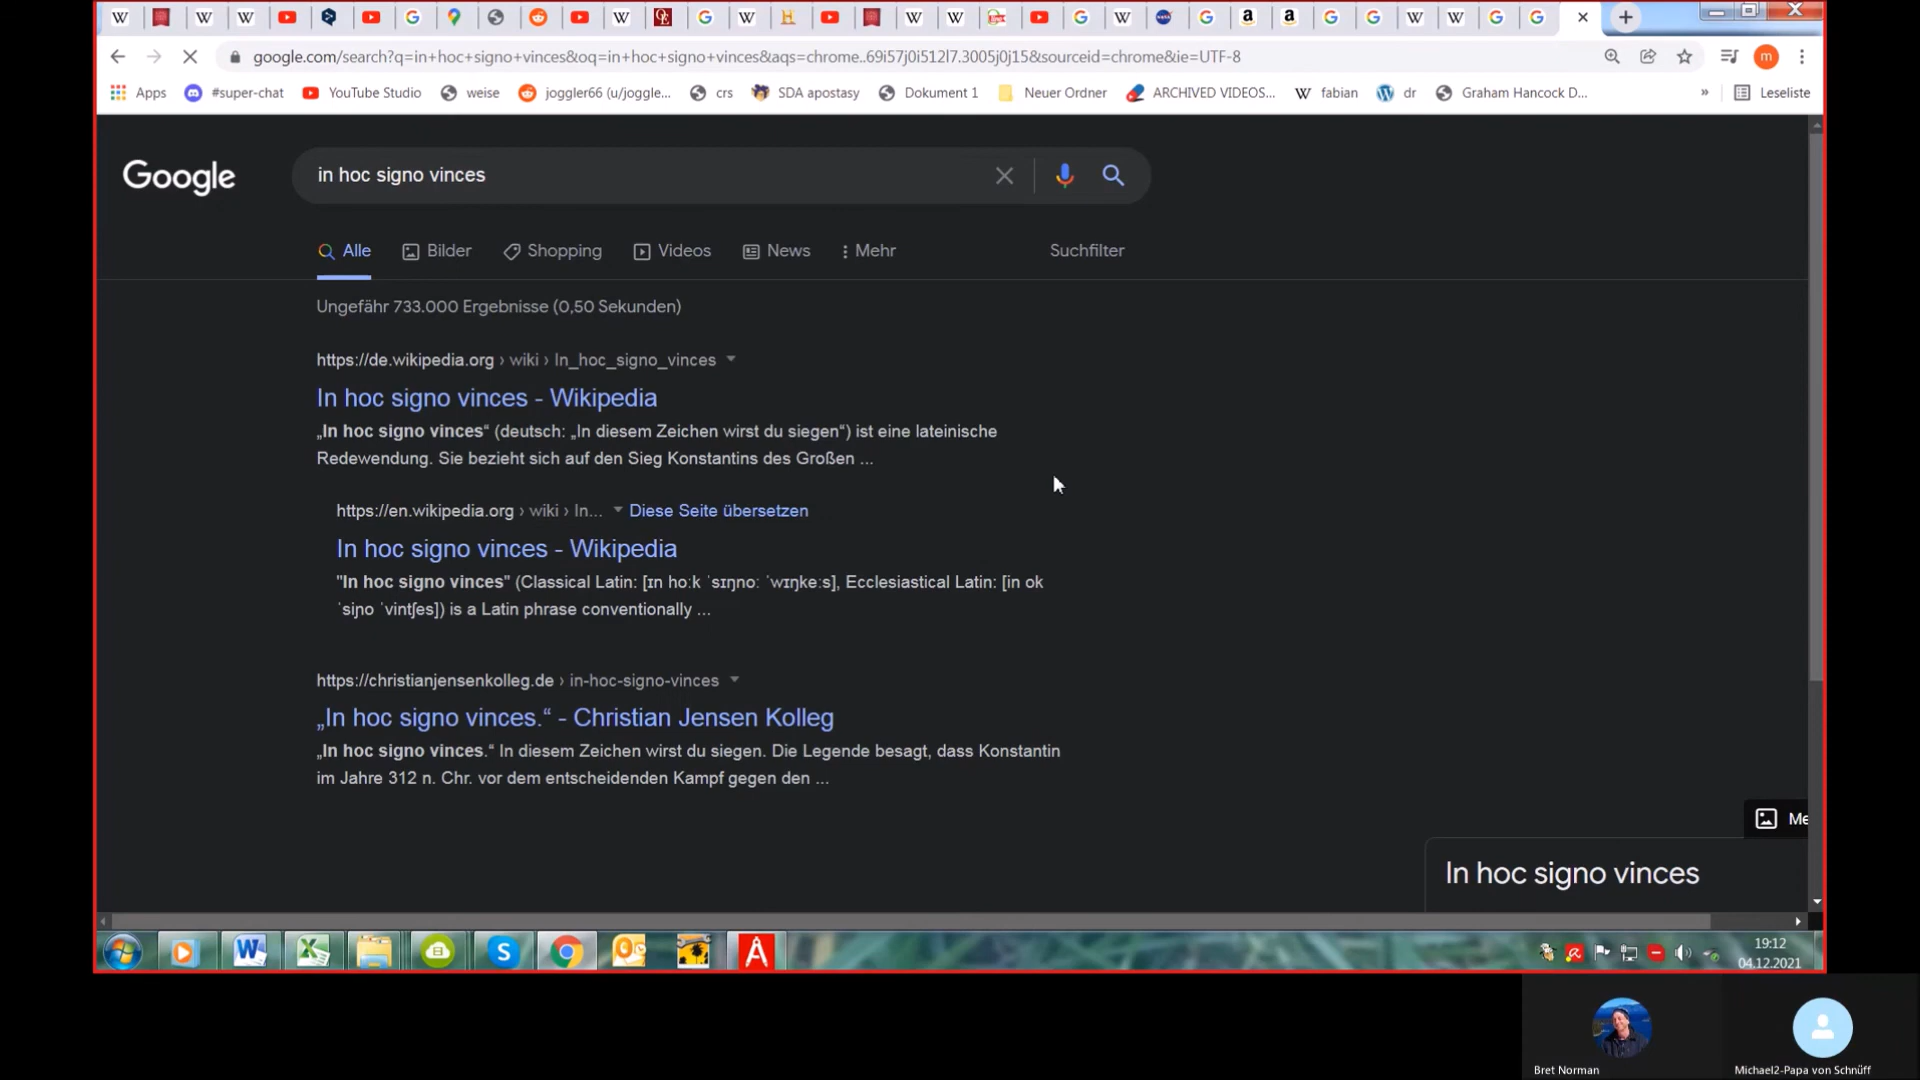 google.com/search?q=in+hoc+signo+vinces&oq=in+hoc+signo+vinces&aqs=chrome..69i57j0i512l7.3005j0j15&sourceid=chrome&ie=UTF-8
m
Apps
#super-chat
YouTube Studio
weise
joggler66 (u/joggle...
crs
SDA apostasy
Dokument 1
Neuer Ordner
ARCHIVED VIDEOS...
fabian
dr
Graham Hancock D...
»
Leseliste
Google
in hoc signo vinces
Alle
Bilder
Shopping
Videos
News
Mehr
Suchfilter
Ungefähr 733.000 Ergebnisse (0,50 Sekunden)
https://de.wikipedia.org › wiki › In_hoc_signo_vinces
In hoc signo vinces - Wikipedia
„In hoc signo vinces“ (deutsch: „In diesem Zeichen wirst du siegen“) ist eine lateinische
Redewendung. Sie bezieht sich auf den Sieg Konstantins des Großen ...
https://en.wikipedia.org › wiki › In... Diese Seite übersetzen
In hoc signo vinces - Wikipedia
"In hoc signo vinces" (Classical Latin: [ɪn hoːk ˈsɪŋnoː ˈwɪŋkeːs], Ecclesiastical Latin: [in ok
ˈsiɲo ˈvintʃes]) is a Latin phrase conventionally ...
https://christianjensenkolleg.de › in-hoc-signo-vinces
„In hoc signo vinces.“ - Christian Jensen Kolleg
„In hoc signo vinces.“ In diesem Zeichen wirst du siegen. Die Legende besagt, dass Konstantin
im Jahre 312 n. Chr. vor dem entscheidenden Kampf gegen den ...
Me
In hoc signo vinces
19:12
04.12.2021
Bret Norman
Michael2-Papa von Schnüff